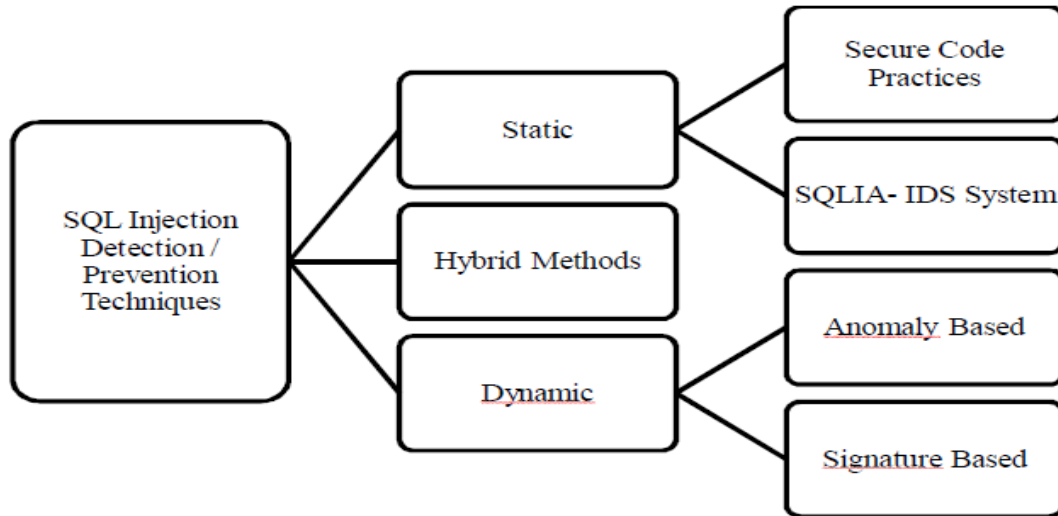 SQL Injection
Detection /
Prevention
Techniques
Static
Hybrid Methods
Dynamic
Secure Code
Practices
SQLIA- IDS System
Anomaly Based
Signature Based